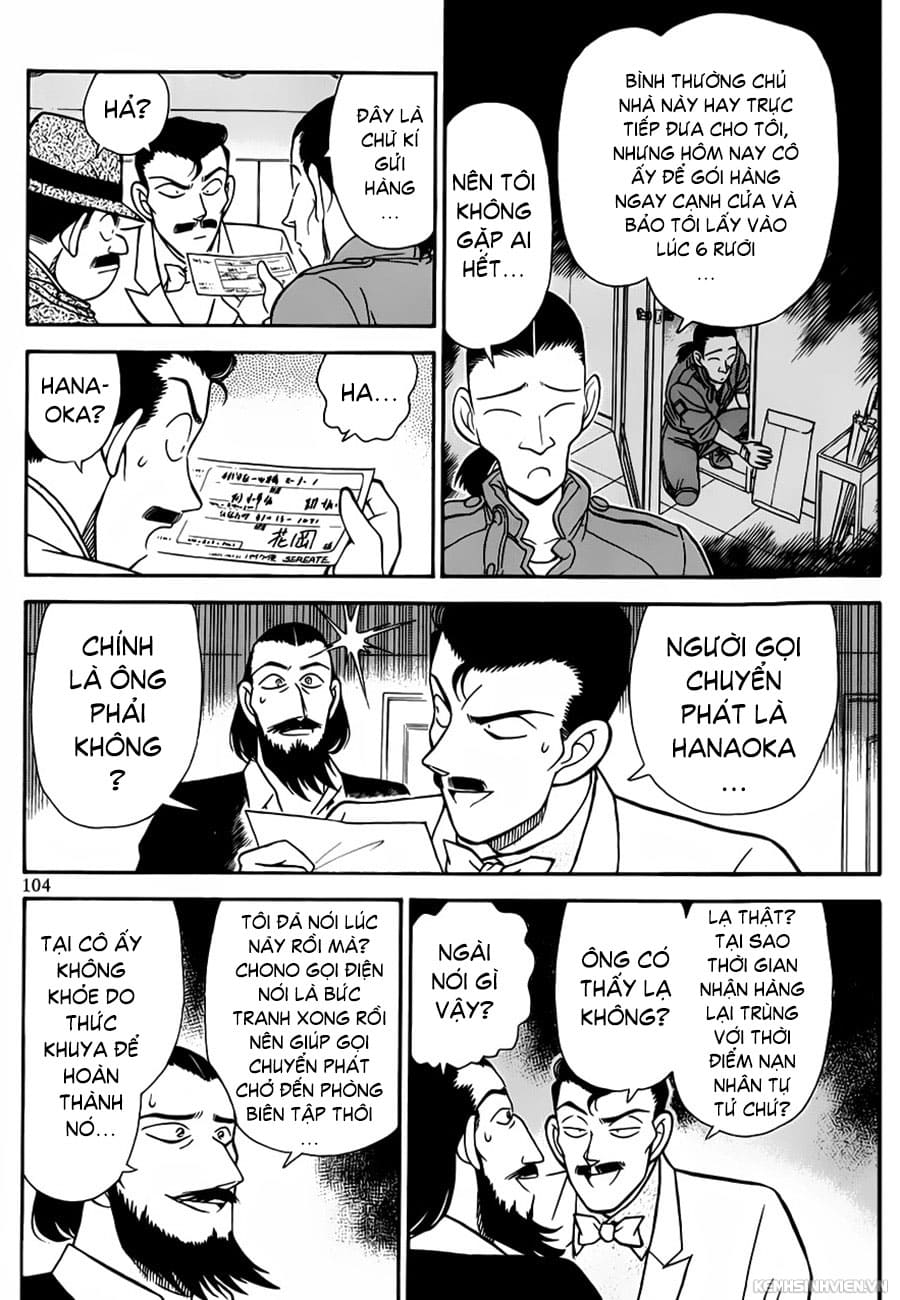 BÌNH THƯỜNG CHỦ
NHÀ NÀY HAY TRỰC
TIẾP ĐƯA CHO TÔI,
NHƯNG HÔM NAY CÔ
ẤY ĐỂ GÓI HÀNG
NGAY CẠNH CỬA VÀ
BẢO TÔI LẤY VÀO
LÚC 6 RƯỠI
...
NÊN TÔI
KHÔNG
GẶP AI
HẾT...
ĐÂY LÀ
CHỮ KÍ
GỬI
HÀNG
...
HẢ?
HA...
HANA-
OKA?
花岡
SEREATE
NGƯỜI GỌI
CHUYỂN
PHÁT LÀ
HANAOKA
...
CHÍNH
LÀ ÔNG
PHẢI
KHÔNG
?
104
LẠ THẬT?
TẠI SAO
THỜI GIAN
NHẬN HÀNG
LẠI TRÙNG
VỚI THỜI
ĐIỂM NẠN
NHÂN TỰ
TỬ CHỨ?
ÔNG CÓ
THẤY LẠ
KHÔNG?
NGÀI
NÓI GÌ
VẬY?
TÔI ĐÃ NÓI LÚC
NÃY RỒI MÀ?
CHONO GỌI ĐIỆN
NÓI LÀ BỨC
TRANH XONG RỒI
NÊN GIÚP GỌI
CHUYỂN PHÁT
CHỞ ĐẾN PHÒNG
BIÊN TẬP THÔI
...
TẠI CÔ ẤY
KHÔNG
KHỎE DO
THỨC
KHUYA ĐỂ
HOÀN
THÀNH
NÓ...
KENHSINHVIEN.VN